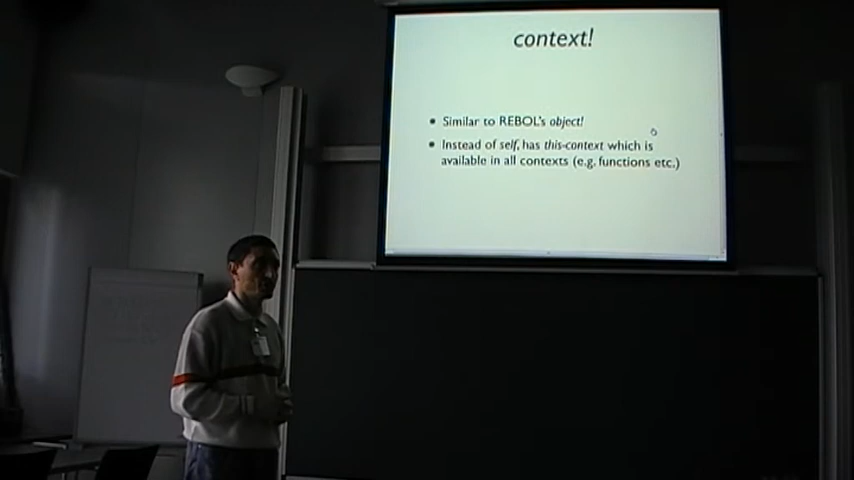 context!
• Similar to REBOL's object!
• Instead of self, has this-context which is
available in all contexts (e.g. functions etc.)